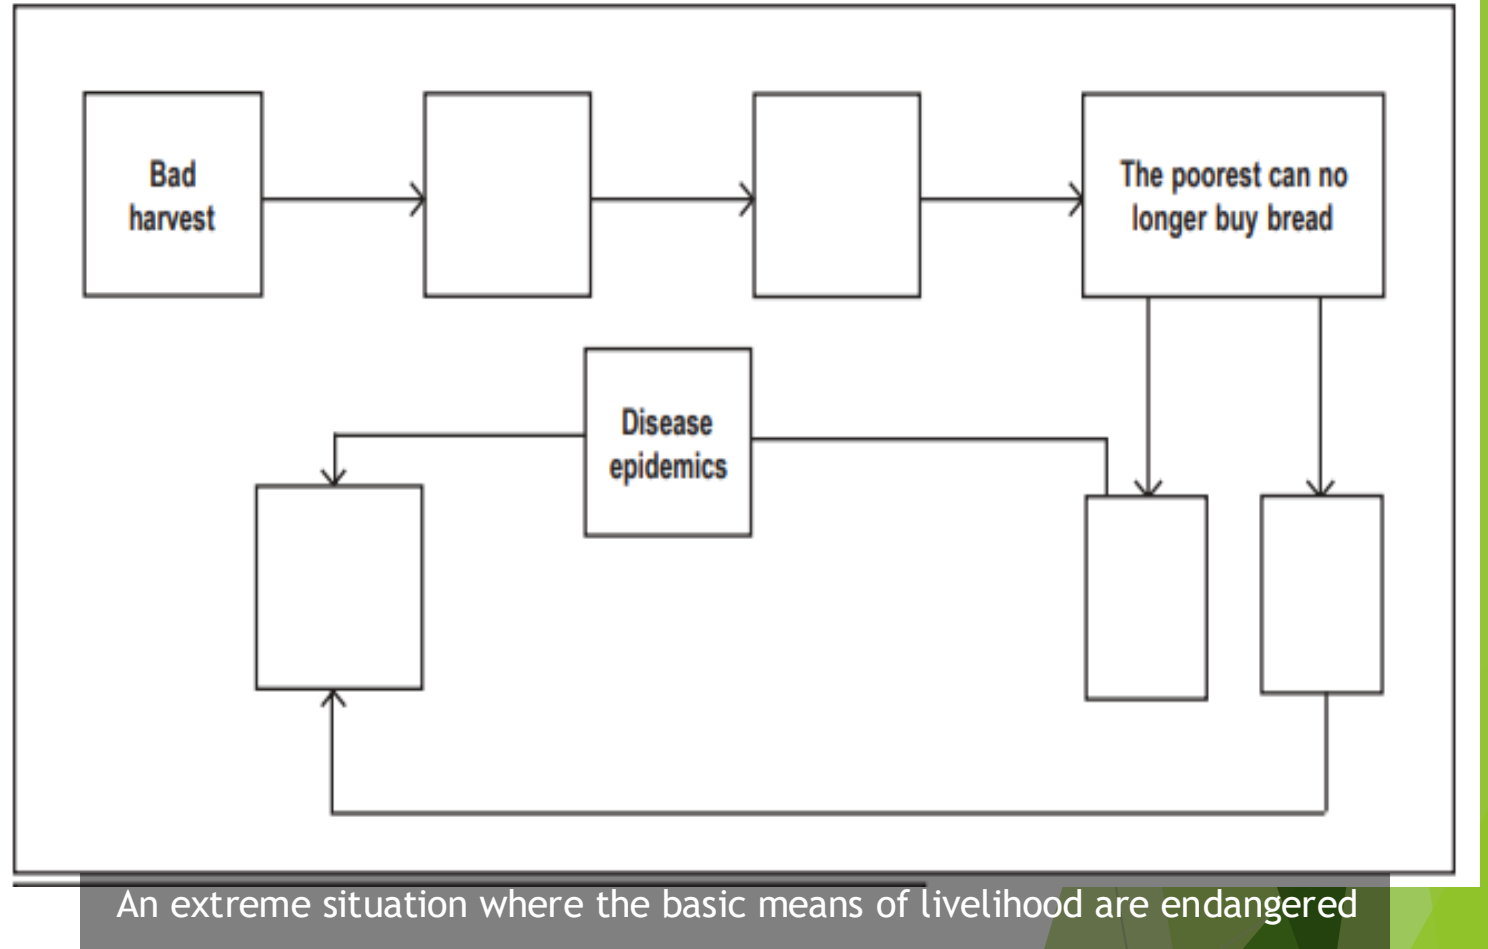 Bad
harvest
The poorest can no
longer buy bread
Disease
epidemics
An extreme situation where the basic means of livelihood are endangered